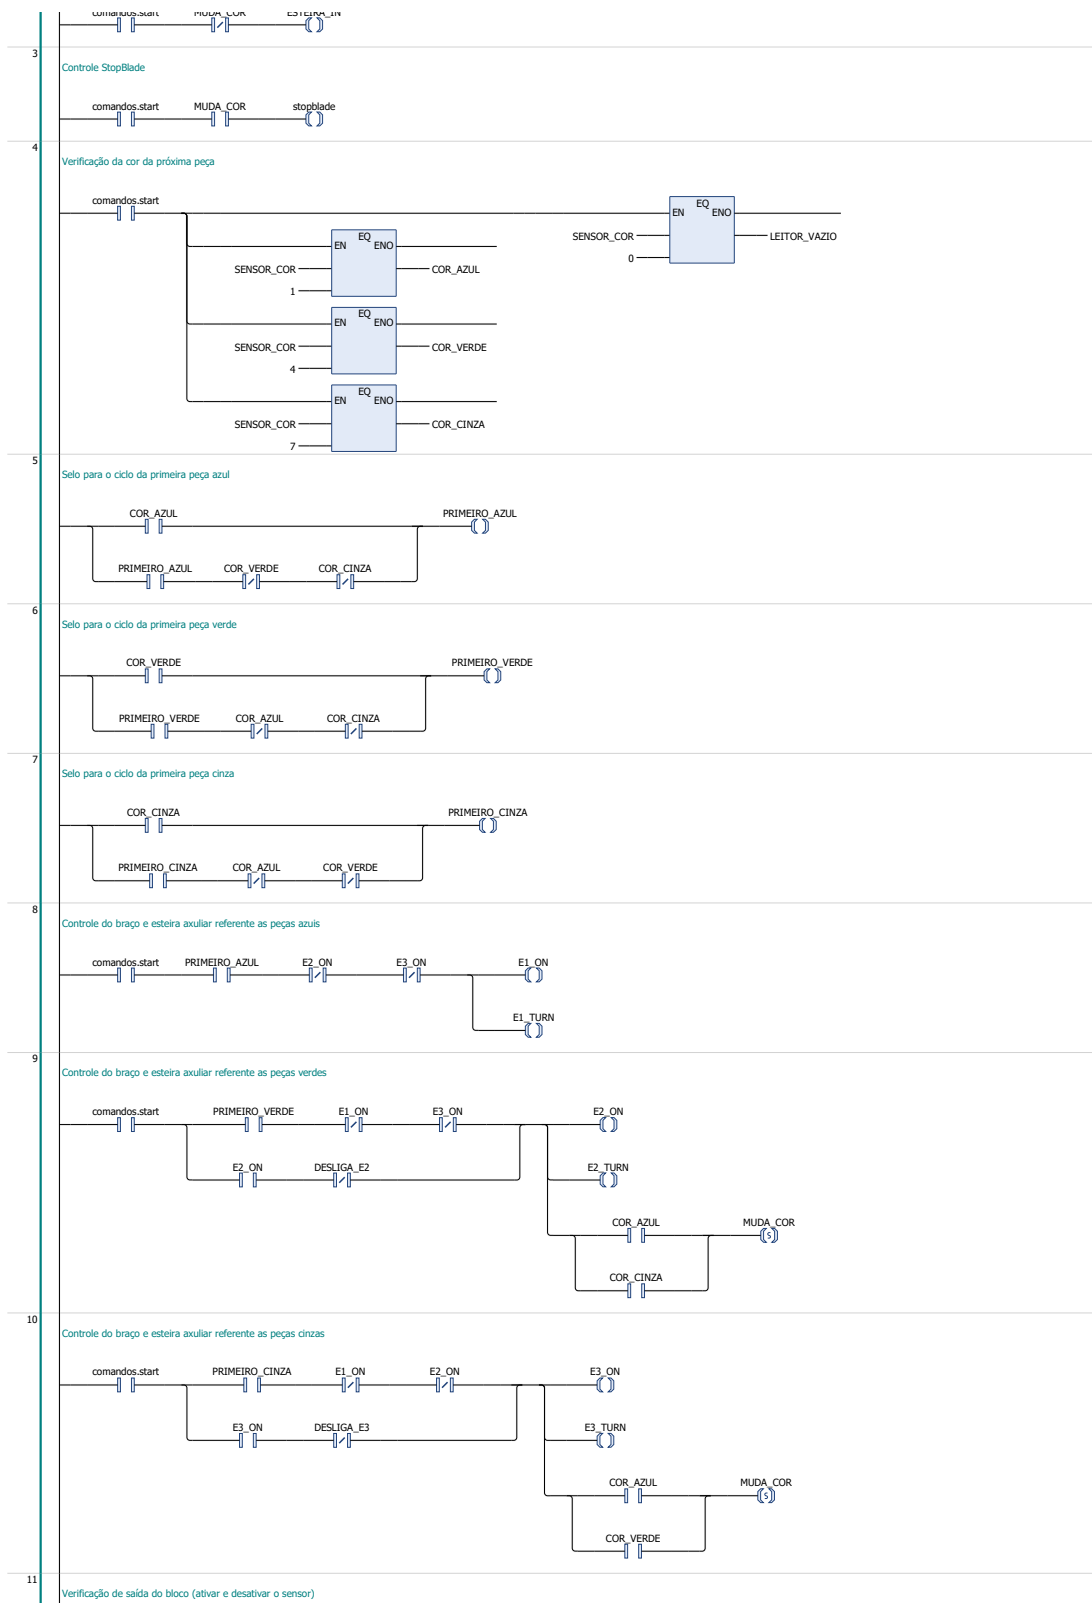 comandos.start MUDA_COR ESTEIRA_IN
3
Controle StopBlade
comandos.start MUDA_COR stopblade
4
Verificação da cor da próxima peça
comandos.start
EQ
EN ENO
SENSOR_COR LEITOR_VAZIO
0
EQ
EN ENO
SENSOR_COR COR_AZUL
1
EQ
EN ENO
SENSOR_COR COR_VERDE
4
EQ
EN ENO
SENSOR_COR COR_CINZA
7
5
Selo para o ciclo da primeira peça azul
COR_AZUL PRIMEIRO_AZUL
PRIMEIRO_AZUL COR_VERDE COR_CINZA
6
Selo para o ciclo da primeira peça verde
COR_VERDE PRIMEIRO_VERDE
PRIMEIRO_VERDE COR_AZUL COR_CINZA
7
Selo para o ciclo da primeira peça cinza
COR_CINZA PRIMEIRO_CINZA
PRIMEIRO_CINZA COR_AZUL COR_VERDE
8
Controle do braço e esteira axuliar referente as peças azuis
comandos.start PRIMEIRO_AZUL E2_ON E3_ON E1_ON
E1_TURN
9
Controle do braço e esteira axuliar referente as peças verdes
comandos.start PRIMEIRO_VERDE E1_ON E3_ON E2_ON
E2_ON DESLIGA_E2 E2_TURN
COR_AZUL MUDA_COR
S
COR_CINZA
10
Controle do braço e esteira axuliar referente as peças cinzas
comandos.start PRIMEIRO_CINZA E1_ON E2_ON E3_ON
E3_ON DESLIGA_E3 E3_TURN
COR_AZUL MUDA_COR
S
COR_VERDE
11
Verificação de saída do bloco (ativar e desativar o sensor)